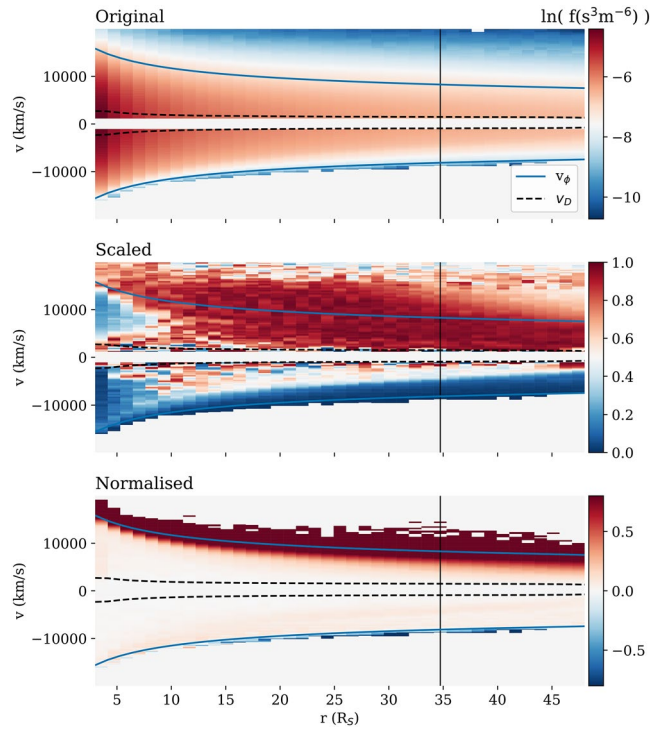 Original
ln( f(s³m⁻⁶) )
10000
0
−10000
v (km/s)
v_ϕ
v_D
−6
−8
−10
Scaled
10000
0
−10000
v (km/s)
1.0
0.8
0.6
0.4
0.2
0.0
Normalised
10000
0
−10000
v (km/s)
0.5
0.0
−0.5
5 10 15 20 25 30 35 40 45
r (R_S)